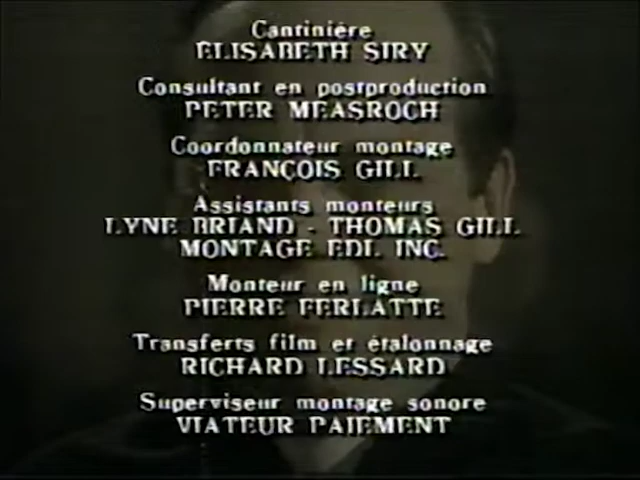 Cantinière
ELISABETH SIRY
Consultant en postproduction
PETER MEASROCH
Coordonnateur montage
FRANÇOIS GILL
Assistants monteurs
LYNE BRIAND - THOMAS GILL
MONTAGE EDL INC.
Monteur en ligne
PIERRE FERLATTE
Transferts film et étalonnage
RICHARD LESSARD
Superviseur montage sonore
VIATEUR PAIEMENT